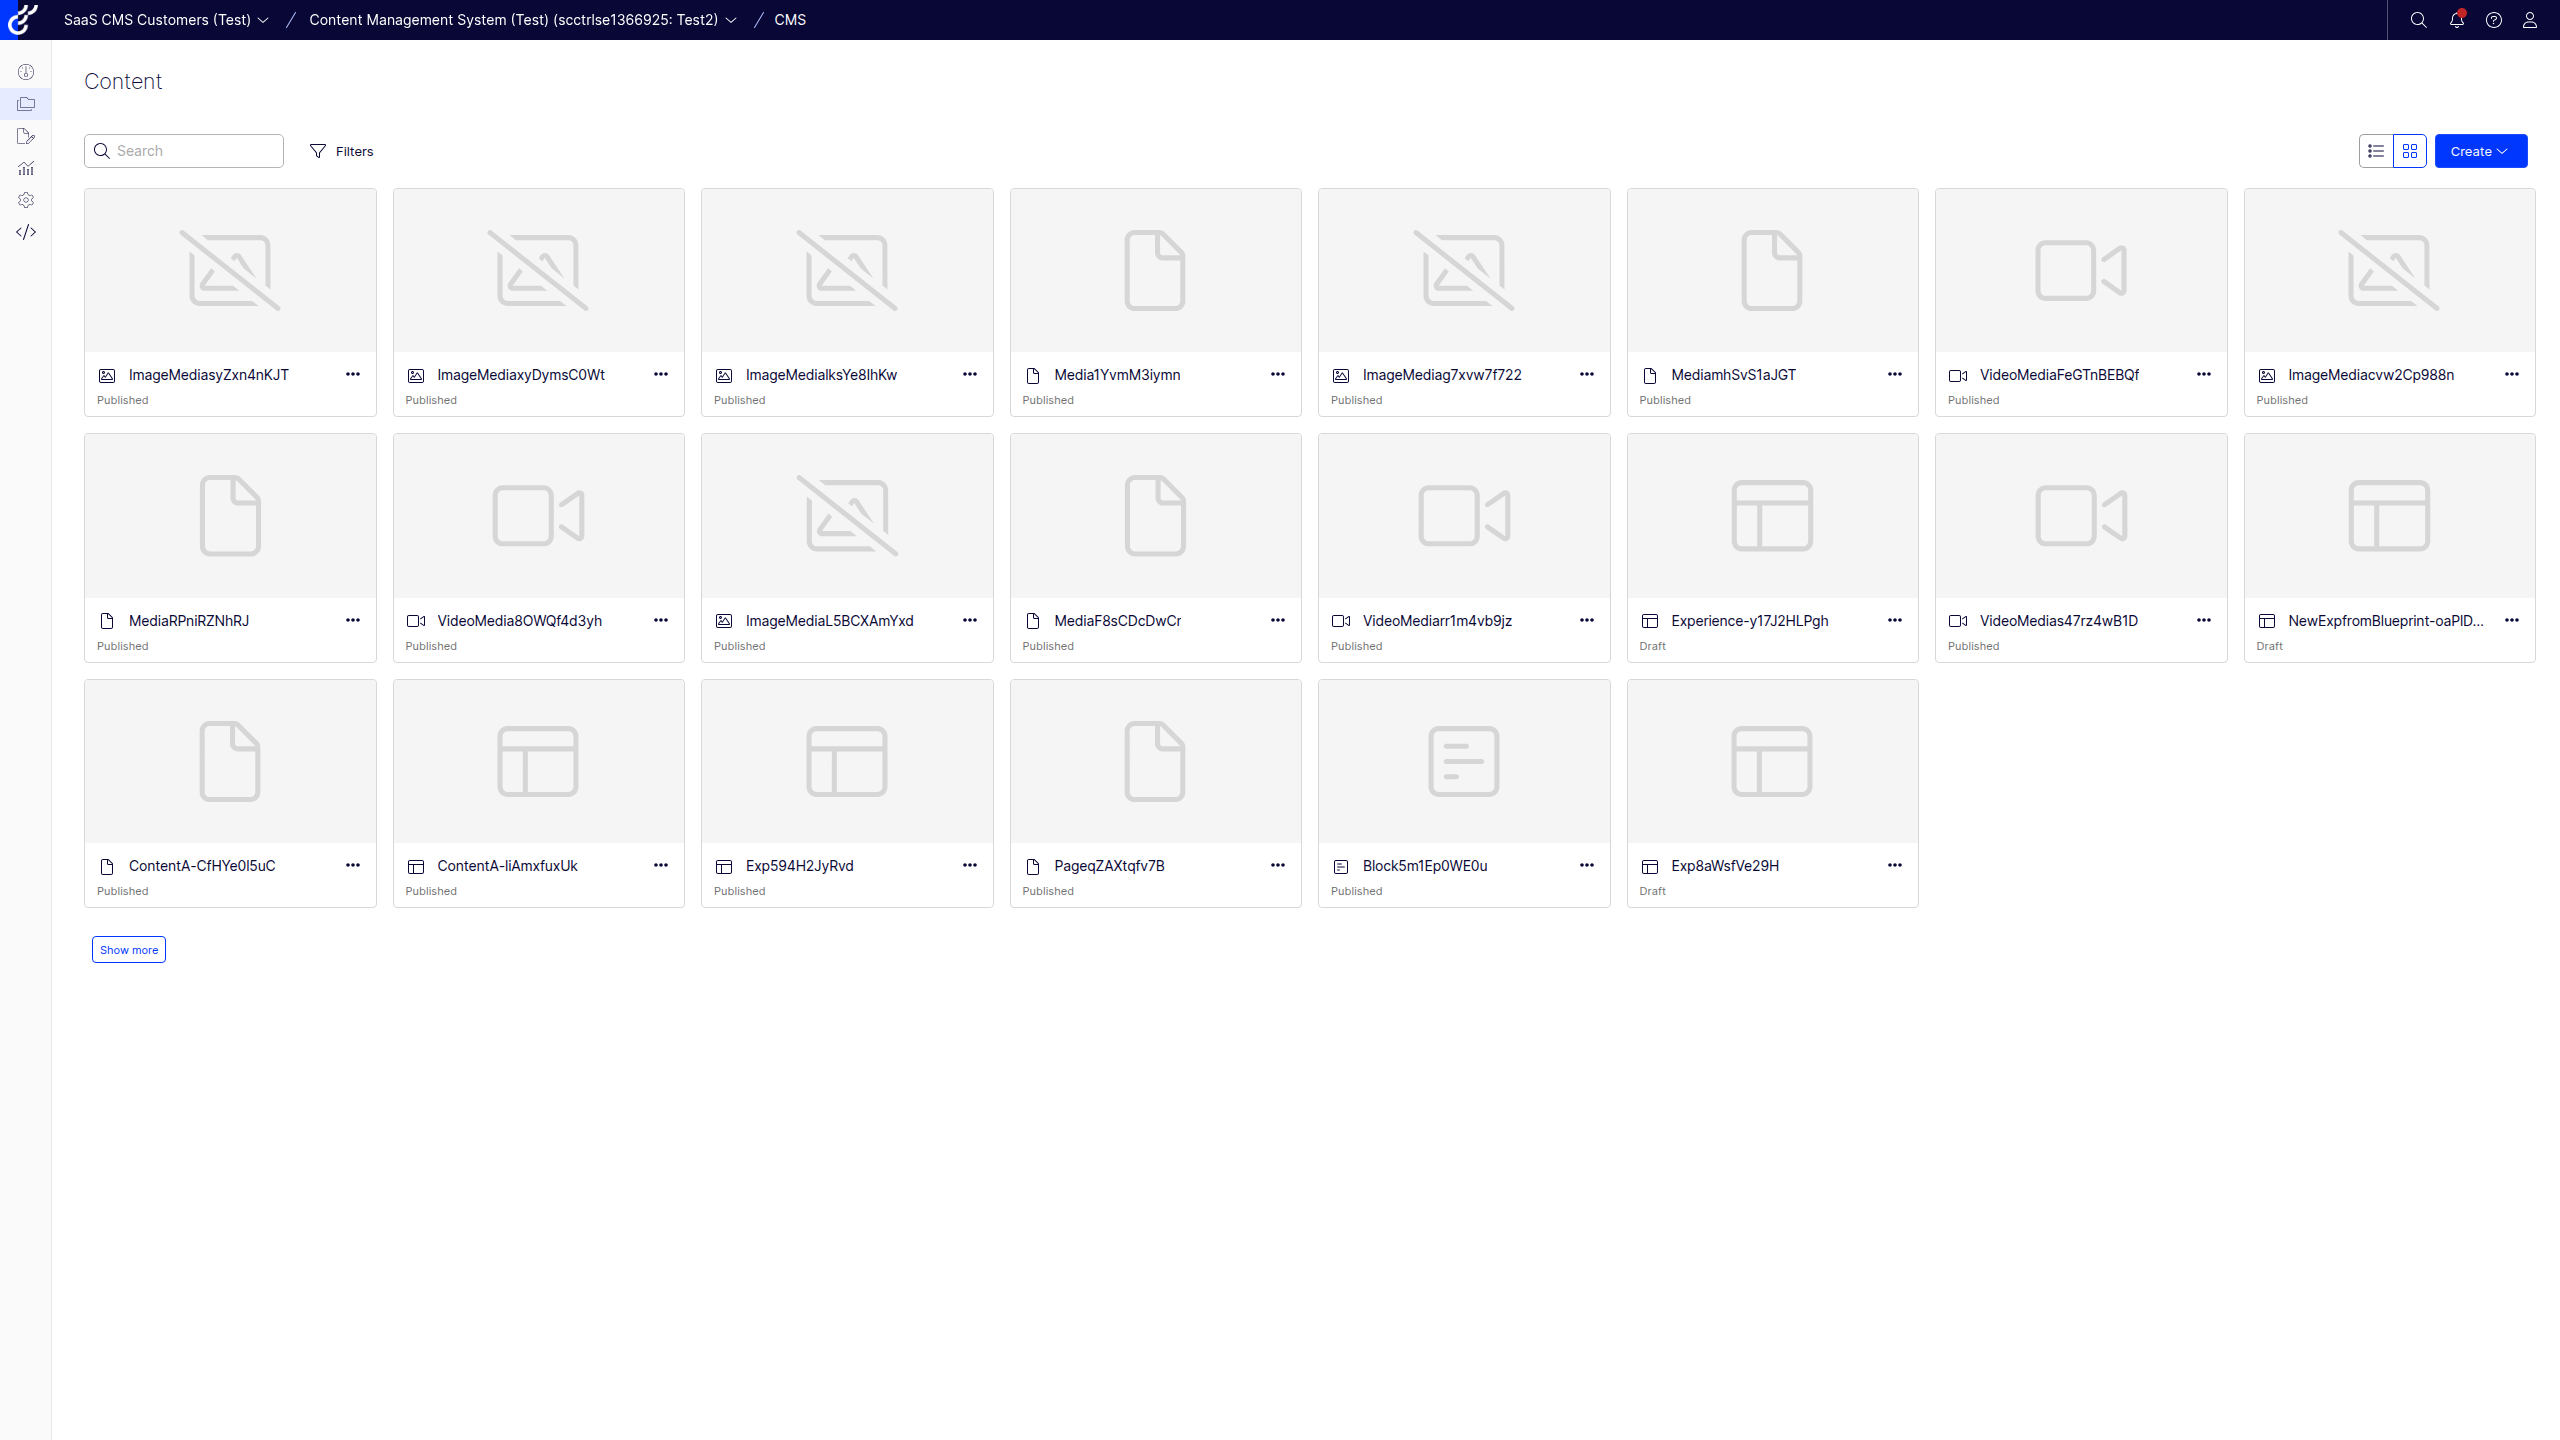 SaaS CMS Customers (Test) / Content Management System (Test) (scctrlse1366925: Test2) / CMS
Content
Search
Filters
Create
ImageMediasyZxn4nKJT
Published
ImageMediaxyDymsC0Wt
Published
ImageMediaIksYe8IhKw
Published
Media1YvmM3iymn
Published
ImageMediag7xvw7f722
Published
MediamhSvS1aJGT
Published
VideoMediaFeGTnBEBQf
Published
ImageMediacvw2Cp988n
Published
MediaRPniRZNhRJ
Published
VideoMedia8OWQf4d3yh
Published
ImageMediaL5BCXAmYxd
Published
MediaF8sCDcDwCr
Published
VideoMediarr1m4vb9jz
Published
Experience-y17J2HLPgh
Draft
VideoMedias47rz4wB1D
Published
NewExpfromBlueprint-oaPID...
Draft
ContentA-CfHYe0I5uC
Published
ContentA-IiAmxfuxUk
Published
Exp594H2JyRvd
Published
PageqZAXtqfv7B
Published
Block5m1Ep0WE0u
Published
Exp8aWsfVe29H
Draft
Show more